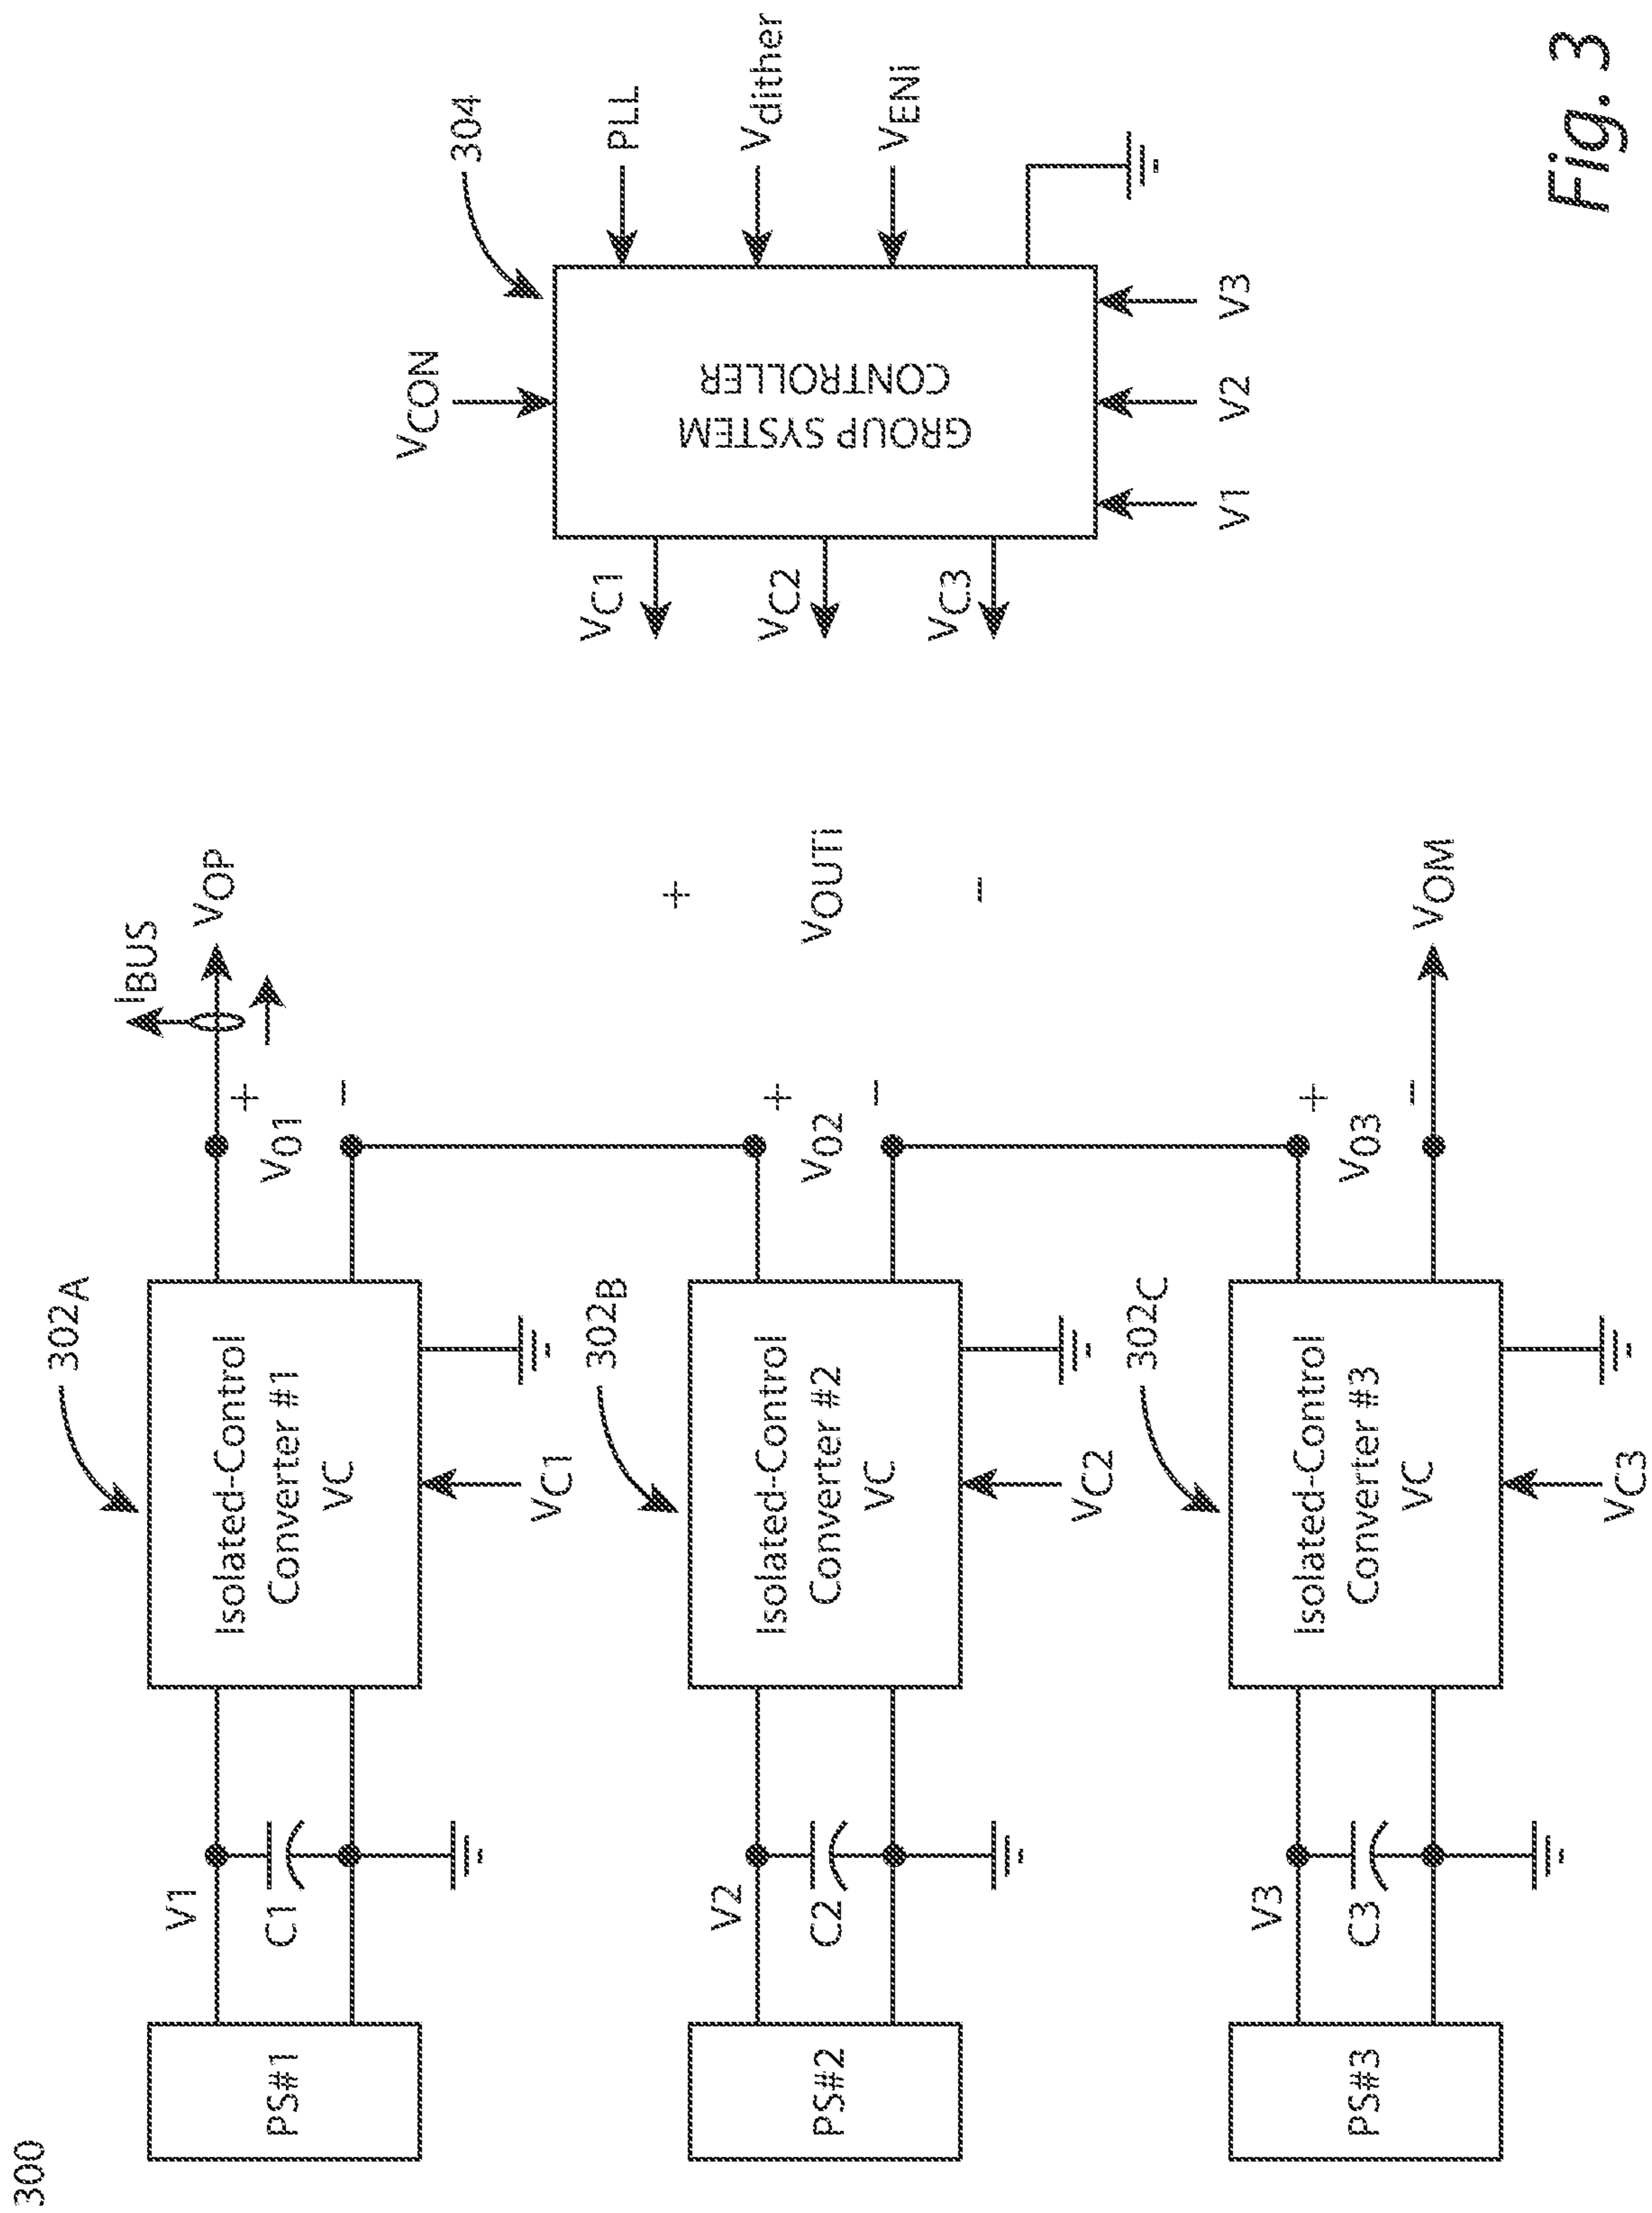 300
PS#1
V1
C1
302A
Isolated-Control
Converter #1
VC
VC1
V01
+
−
IBUS
VOP
PS#2
V2
C2
302B
Isolated-Control
Converter #2
VC
VC2
V02
+
−
+
VOUTi
−
PS#3
V3
C3
302C
Isolated-Control
Converter #3
VC
VC3
V03
+
−
VOM
304
VCON
GROUP SYSTEM
CONTROLLER
VC1
VC2
VC3
PLL
Vdither
VENi
V1
V2
V3
Fig. 3